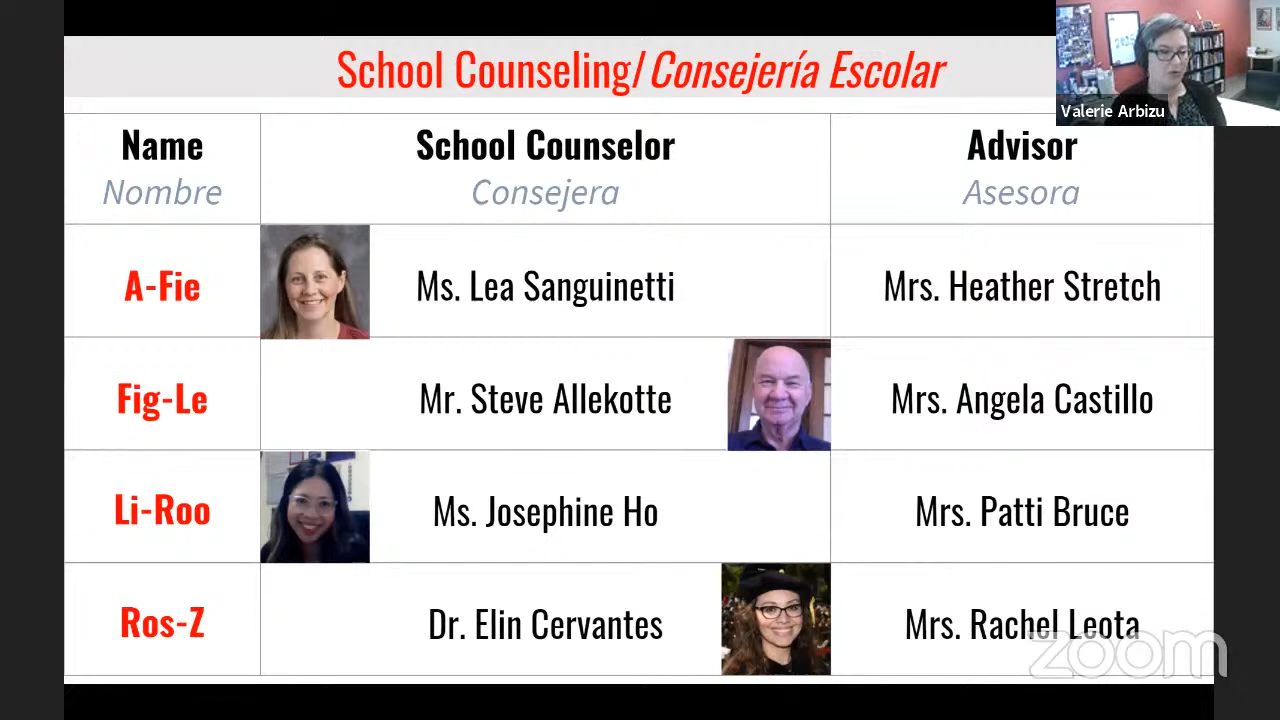 School Counseling/Consejería Escolar
Valerie Arbizu
Name School Counselor Advisor
Nombre Consejera Asesora
A-Fie Ms. Lea Sanguinetti Mrs. Heather Stretch
Fig-Le Mr. Steve Allekotte Mrs. Angela Castillo
Li-Roo Ms. Josephine Ho Mrs. Patti Bruce
Ros-Z Dr. Elin Cervantes Mrs. Rachel Leota
zoom